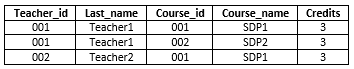 Teacher_id Last_name Course_id Course_name Credits
001 Teacher1 001 SDP1 3
001 Teacher1 002 SDP2 3
002 Teacher2 001 SDP1 3